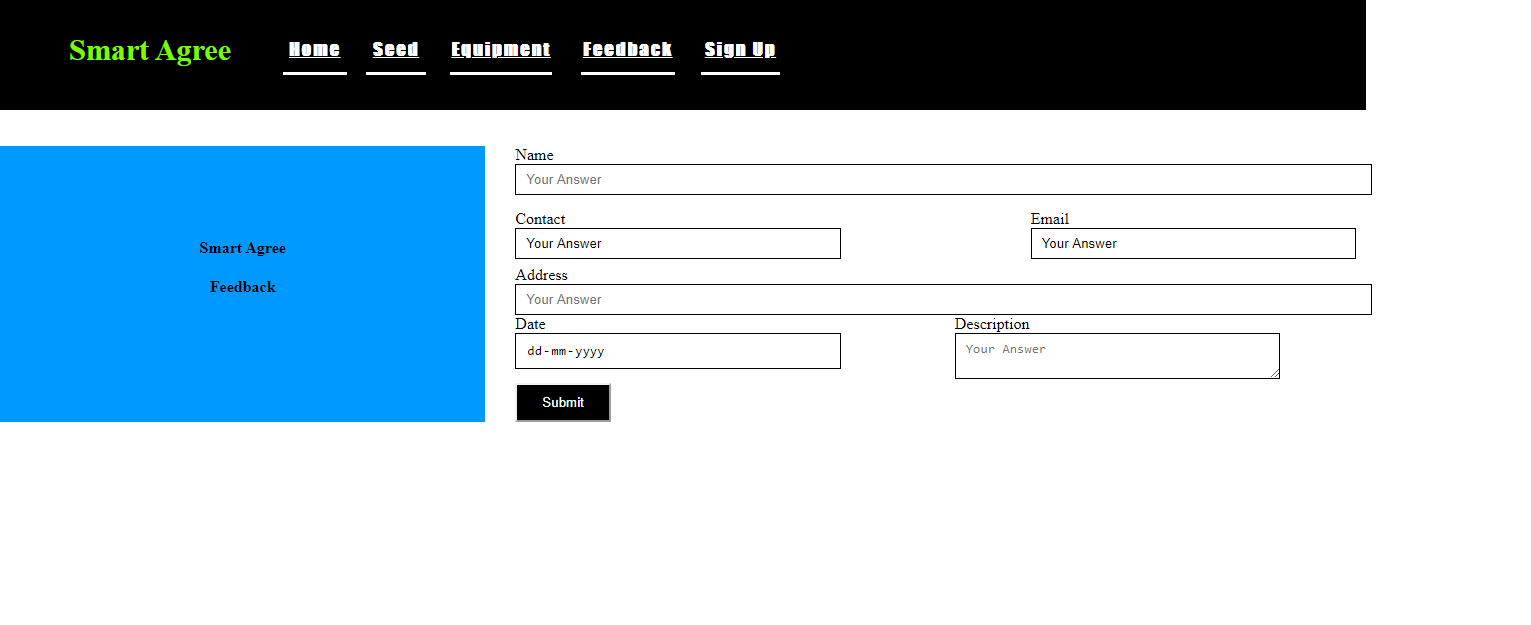 Smart Agree Home Seed Equipment Feedback Sign Up
Smart Agree
Feedback
Name
Your Answer
Contact Email
Your Answer Your Answer
Address
Your Answer
Date Description
dd-mm-yyyy Your Answer
Submit